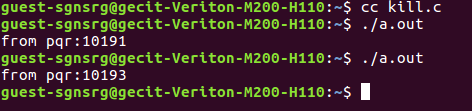 guest-sgnsrg@gecit-Veriton-M200-H110:~$ cc kill.c
guest-sgnsrg@gecit-Veriton-M200-H110:~$ ./a.out
from pqr:10191
guest-sgnsrg@gecit-Veriton-M200-H110:~$ ./a.out
from pqr:10193
guest-sgnsrg@gecit-Veriton-M200-H110:~$